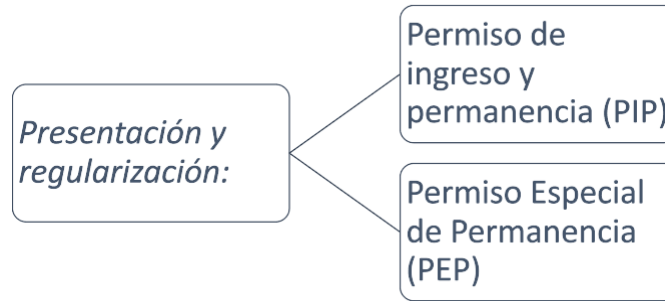 Presentación y
regularización:
Permiso de
ingreso y
permanencia (PIP)
Permiso Especial
de Permanencia
(PEP)